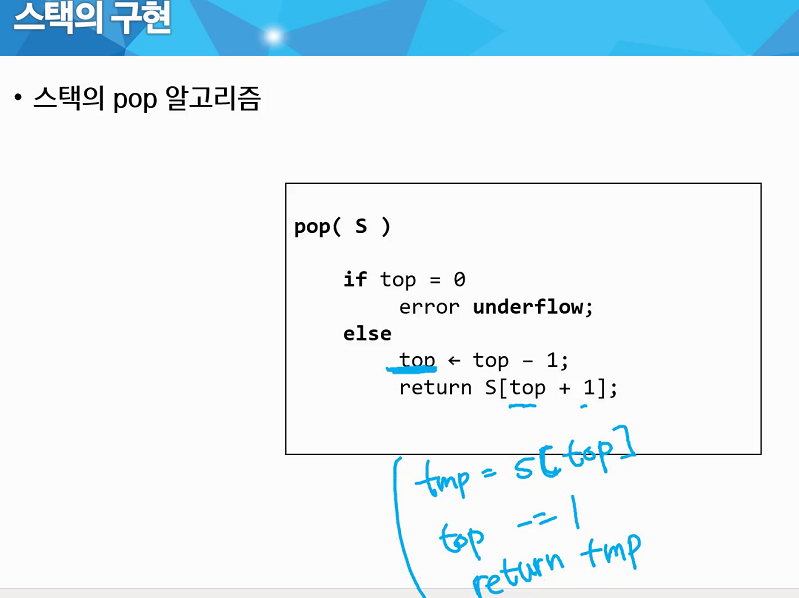 스택의 구현
• 스택의 pop 알고리즘
pop( S )
if top = 0
error underflow;
else
top ← top – 1;
return S[top + 1];
tmp = S[top]
top -= 1
return tmp